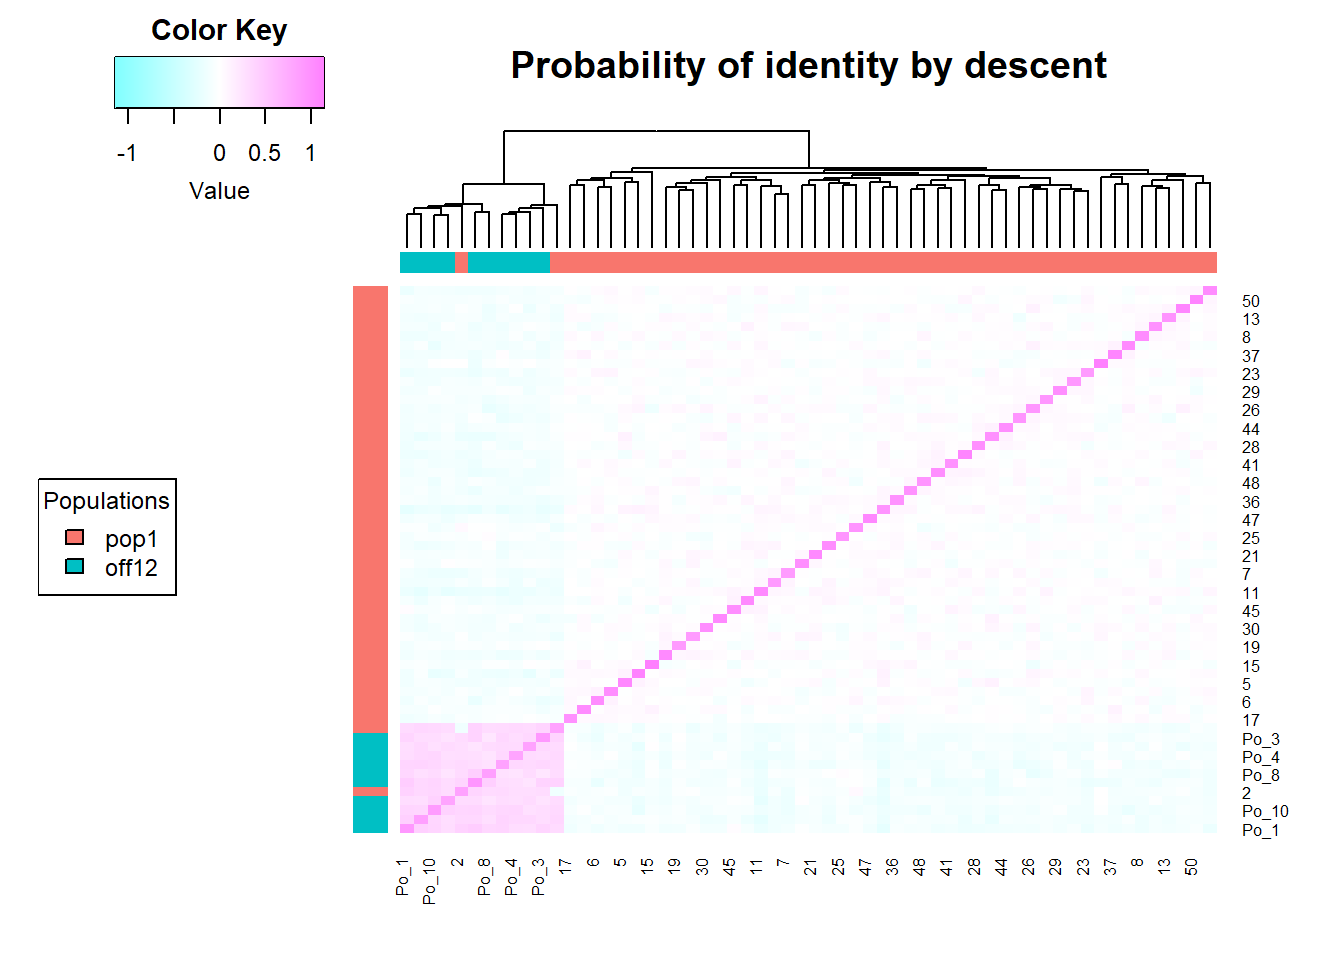 Color Key
-1 0 0.5 1
Value
Probability of identity by descent
Populations
pop1
off12
50
13
8
37
23
29
26
44
28
41
48
36
47
25
21
7
11
45
30
19
15
5
6
17
Po_3
Po_4
Po_8
2
Po_10
Po_1
Po_1 Po_10 2 Po_8 Po_4 Po_3 17 6 5 15 19 30 45 11 7 21 25 47 36 48 41 28 44 26 29 23 37 8 13 50